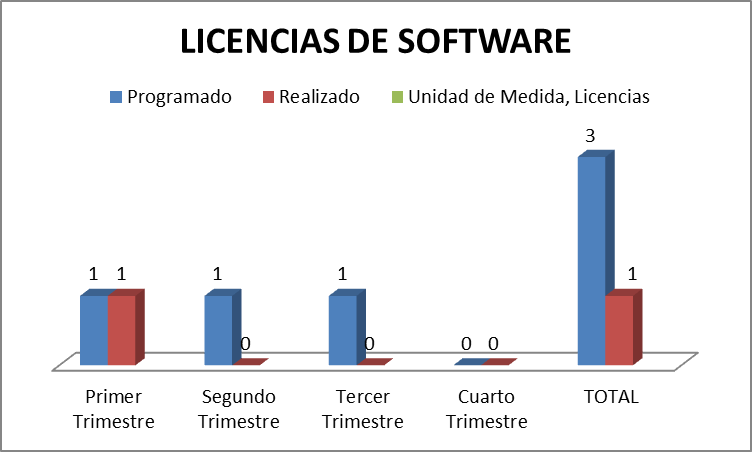 LICENCIAS DE SOFTWARE
Programado Realizado Unidad de Medida, Licencias
3
1 1 1 1 1
0 0 0 0
Primer Segundo Tercer Cuarto TOTAL
Trimestre Trimestre Trimestre Trimestre